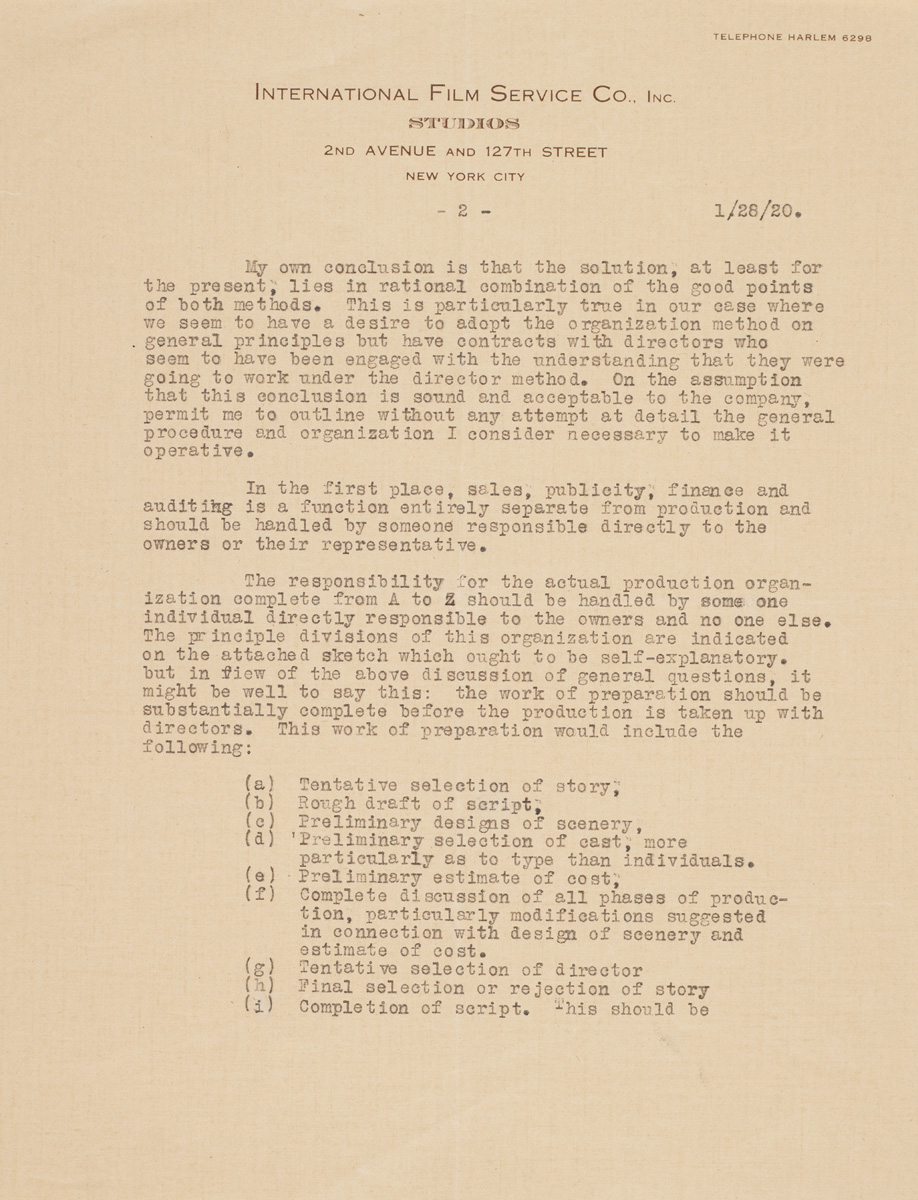 TELEPHONE HARLEM 6298
INTERNATIONAL FILM SERVICE CO., INC.
STUDIOS
2ND AVENUE AND 127TH STREET
NEW YORK CITY
- 2 - 1/28/20.
My own conclusion is that the solution, at least for
the present, lies in rational combination of the good points
of both methods. This is particularly true in our case where
we seem to have a desire to adopt the organization method on
general principles but have contracts with directors who
seem to have been engaged with the understanding that they were
going to work under the director method. On the assumption
that this conclusion is sound and acceptable to the company,
permit me to outline without any attempt at detail the general
procedure and organization I consider necessary to make it
operative.
In the first place, sales, publicity, finance and
auditing is a function entirely separate from production and
should be handled by someone responsible directly to the
owners or their representative.
The responsibility for the actual production organ-
ization complete from A to Z should be handled by some one
individual directly responsible to the owners and no one else.
The principle divisions of this organization are indicated
on the attached sketch which ought to be self-explanatory.
but in fiew of the above discussion of general questions, it
might be well to say this: the work of preparation should be
substantially complete before the production is taken up with
directors. This work of preparation would include the
following:
(a) Tentative selection of story,
(b) Rough draft of script,
(c) Preliminary designs of scenery,
(d) 'Preliminary selection of cast, more
particularly as to type than individuals.
(e) Preliminary estimate of cost,
(f) Complete discussion of all phases of produc-
tion, particularly modifications suggested
in connection with design of scenery and
estimate of cost.
(g) Tentative selection of director
(h) Final selection or rejection of story
(i) Completion of script. This should be